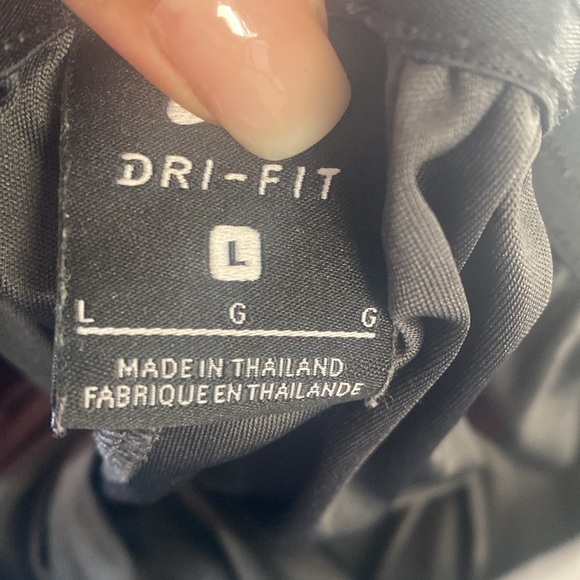 DRI-FIT
L
L G G
MADE IN THAILAND
FABRIQUE EN THAILANDE